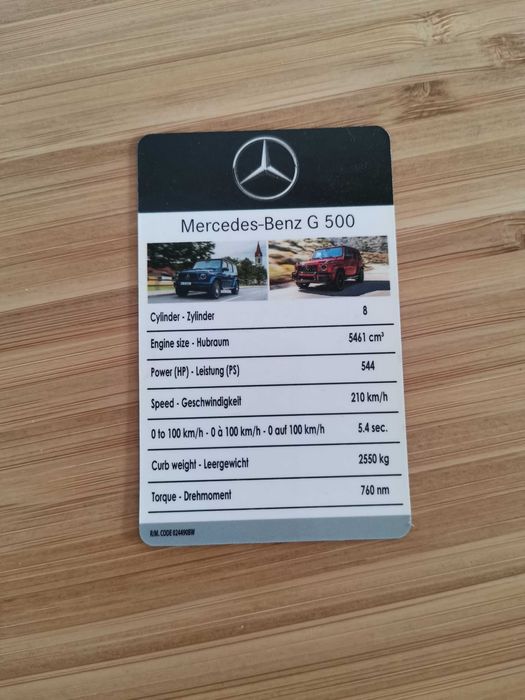 Mercedes-Benz G 500
Cylinder - Zylinder 8
Engine size - Hubraum 5461 cm³
Power (HP) - Leistung (PS) 544
Speed - Geschwindigkeit 210 km/h
0 to 100 km/h - 0 à 100 km/h - 0 auf 100 km/h 5.4 sec.
Curb weight - Leergewicht 2550 kg
Torque - Drehmoment 760 nm